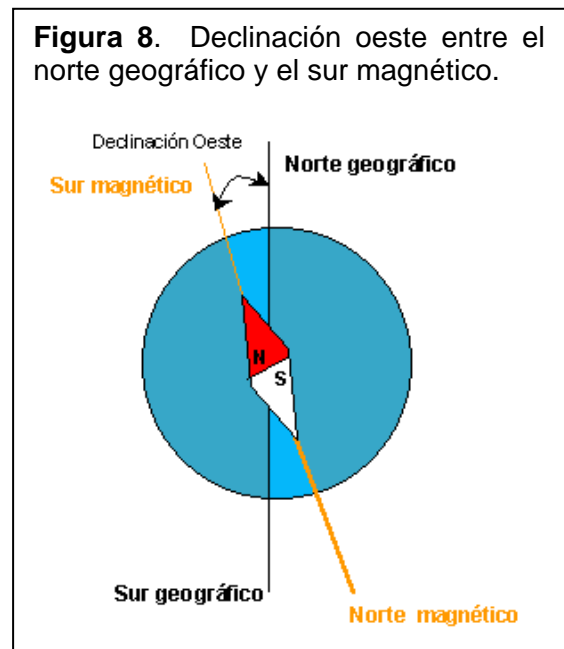 Figura 8. Declinación oeste entre el
norte geográfico y el sur magnético.
Declinación Oeste
Norte geográfico
Sur magnético
N
S
Sur geográfico
Norte magnético